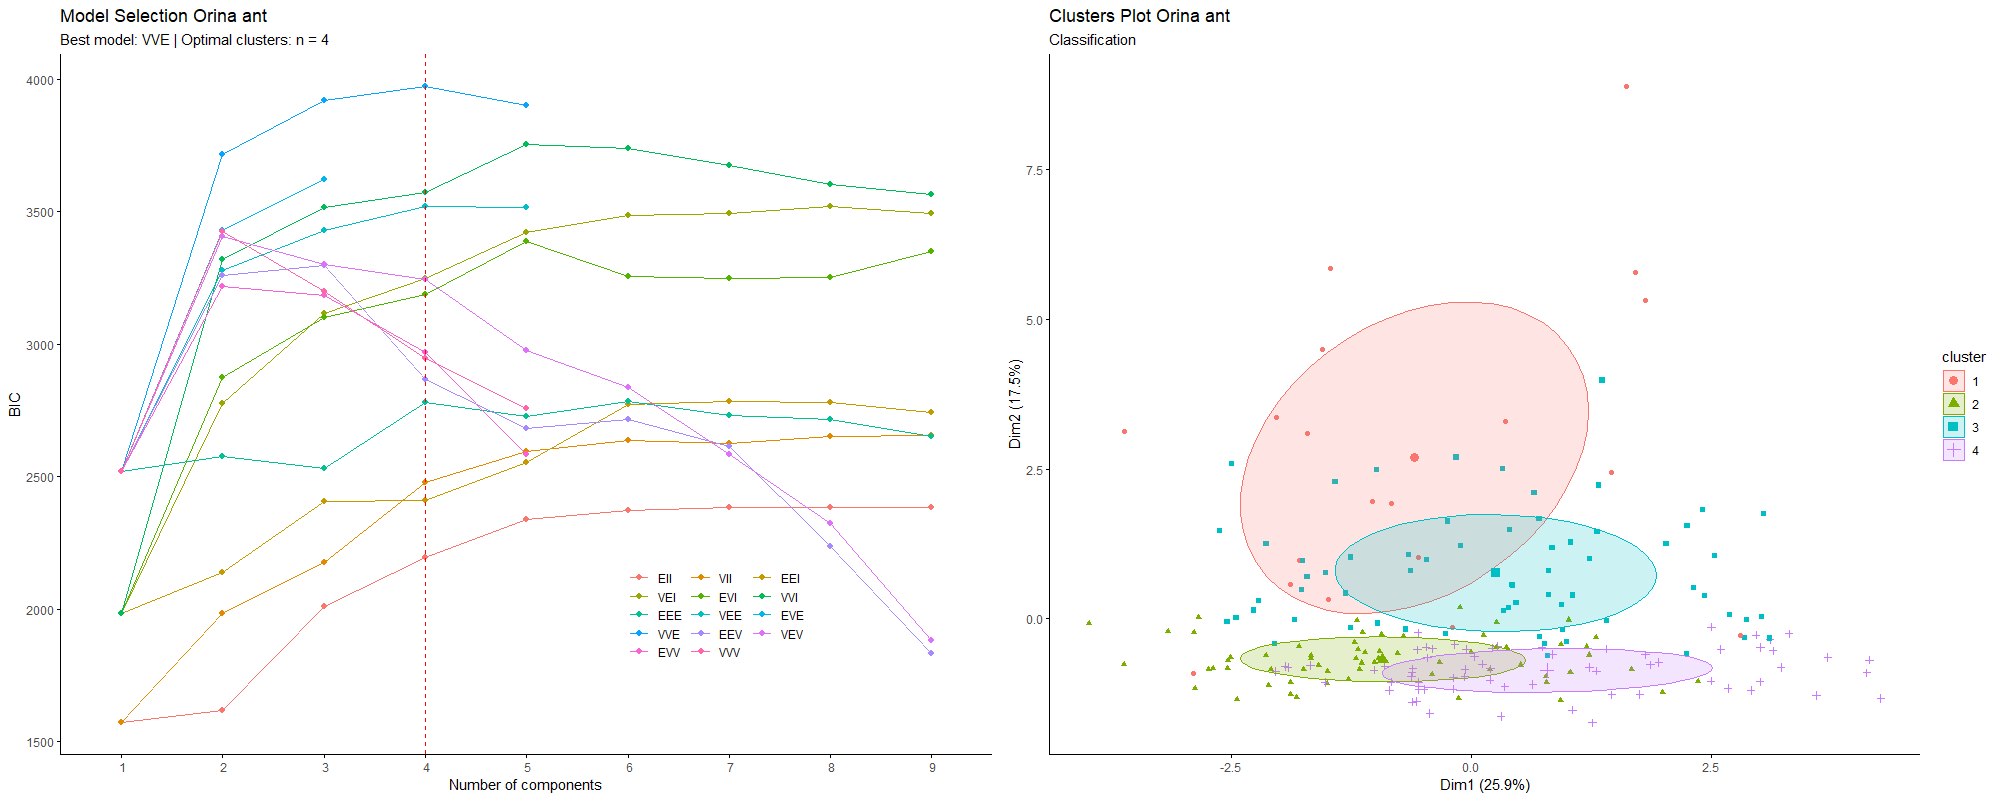 Model Selection Orina ant
Best model: VVE | Optimal clusters: n = 4
BIC
4000
3500
3000
2500
2000
1500
1 2 3 4 5 6 7 8 9
Number of components
EII VII EEI
VEI EVI VVI
EEE VEE EVE
VVE EEV VEV
EVV VVV
Clusters Plot Orina ant
Classification
Dim2 (17.5%)
7.5
5.0
2.5
0.0
-2.5 0.0 2.5
Dim1 (25.9%)
cluster
1
2
3
4